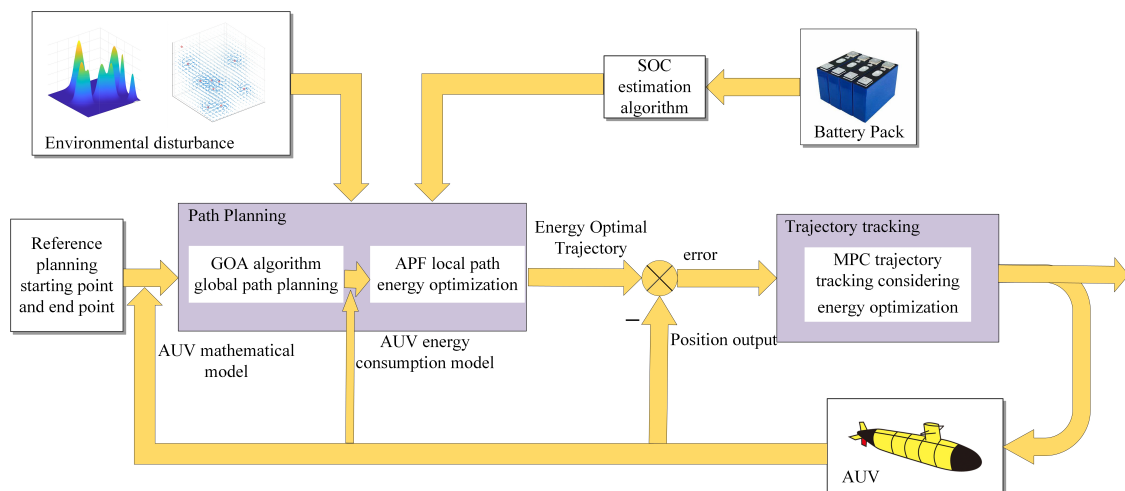 Environmental disturbance
SOC
estimation
algorithm
Battery Pack
Reference
planning
starting point
and end point
Path Planning
GOA algorithm
global path planning
APF local path
energy optimization
Energy Optimal
Trajectory
error
Trajectory tracking
MPC trajectory
tracking considering
energy optimization
−
Position output
AUV mathematical
model
AUV energy
consumption model
AUV